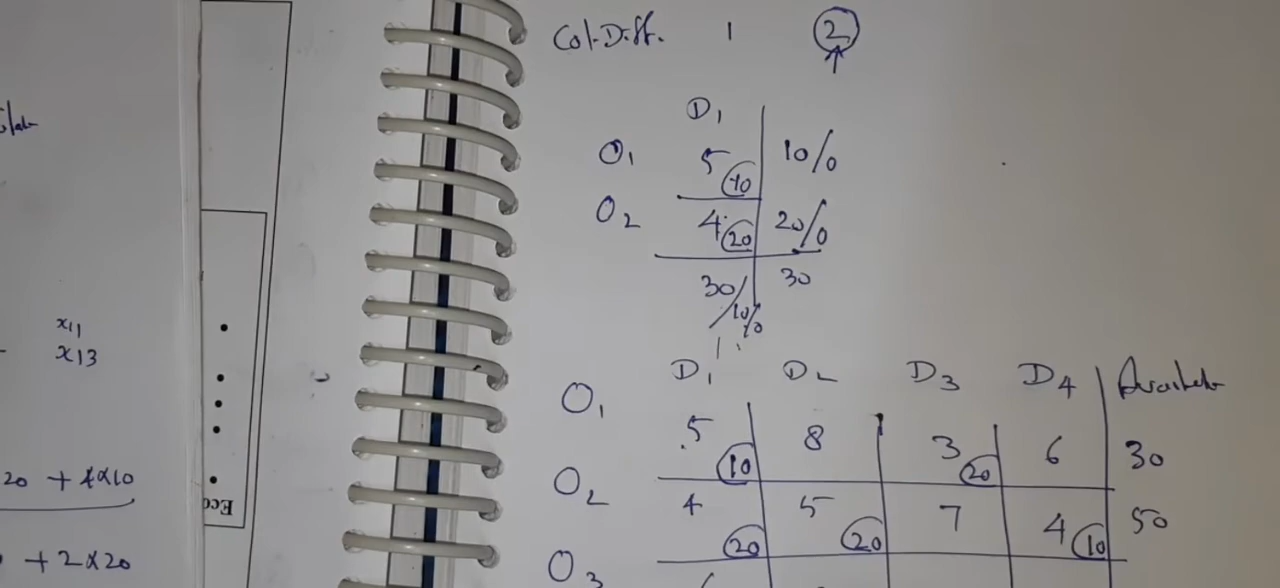 Col. Diff. 1 2
D1
O1 5 10 10/0
O2 4 20 20/0
30/10/0 30
x11
x13
D1 D2 D3 D4
O1 5 10 8 3 20 6 30
O2 4 20 5 20 7 4 10 50
O3
20 + 4x10
+ 2x20
Eco